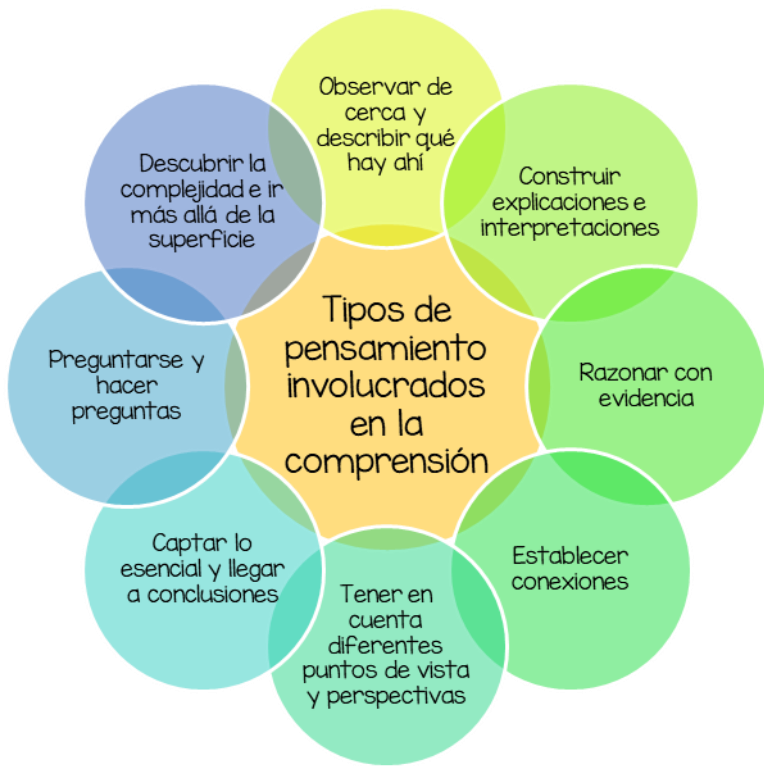 Observar de
cerca y
describir qué
hay ahí
Construir
explicaciones e
interpretaciones
Razonar con
evidencia
Establecer
conexiones
Tener en
cuenta
diferentes
puntos de vista
y perspectivas
Captar lo
esencial y llegar
a conclusiones
Preguntarse y
hacer
preguntas
Descubrir la
complejidad e ir
más allá de la
superficie
Tipos de
pensamiento
involucrados
en la
comprensión